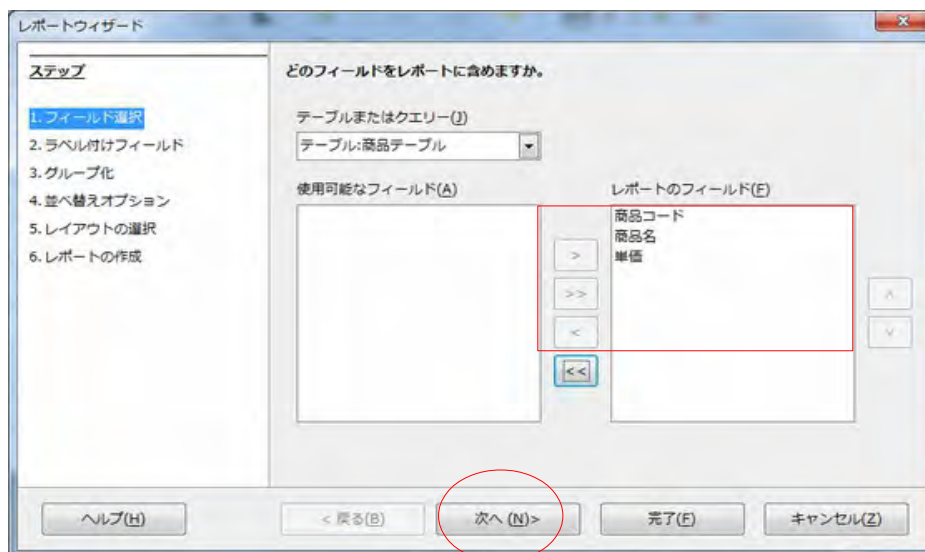 レポートウィザード
ステップ
1.フィールド選択
2.ラベル付けフィールド
3.グループ化
4.並べ替えオプション
5.レイアウトの選択
6.レポートの作成
どのフィールドをレポートに含めますか。
テーブルまたはクエリー(J)
テーブル:商品テーブル
使用可能なフィールド(A)
レポートのフィールド(F)
商品コード
商品名
単価
>
>>
<
<<
^
v
ヘルプ(H)
< 戻る(B)
次へ (N)>
完了(F)
キャンセル(Z)